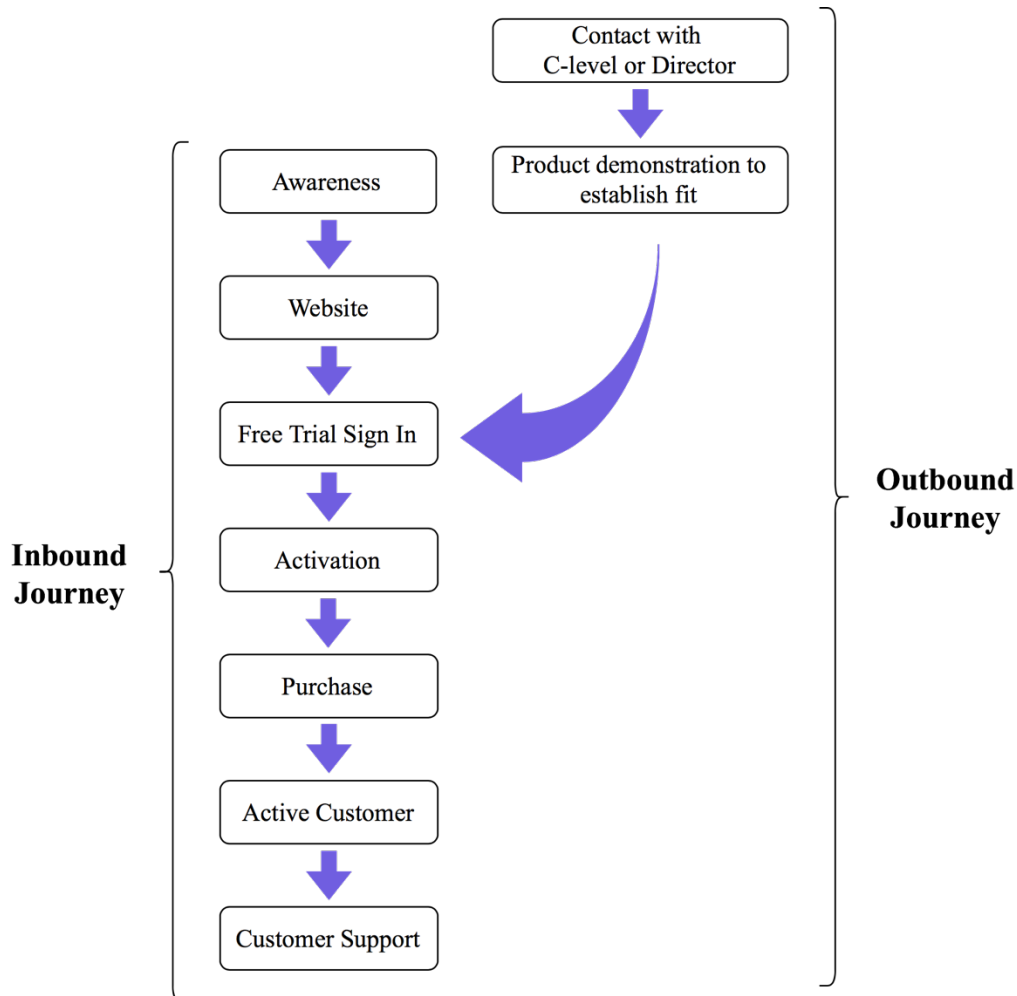 Contact with
C-level or Director
Product demonstration to
establish fit
Awareness
Website
Free Trial Sign In
Activation
Purchase
Active Customer
Customer Support
Inbound
Journey
Outbound
Journey